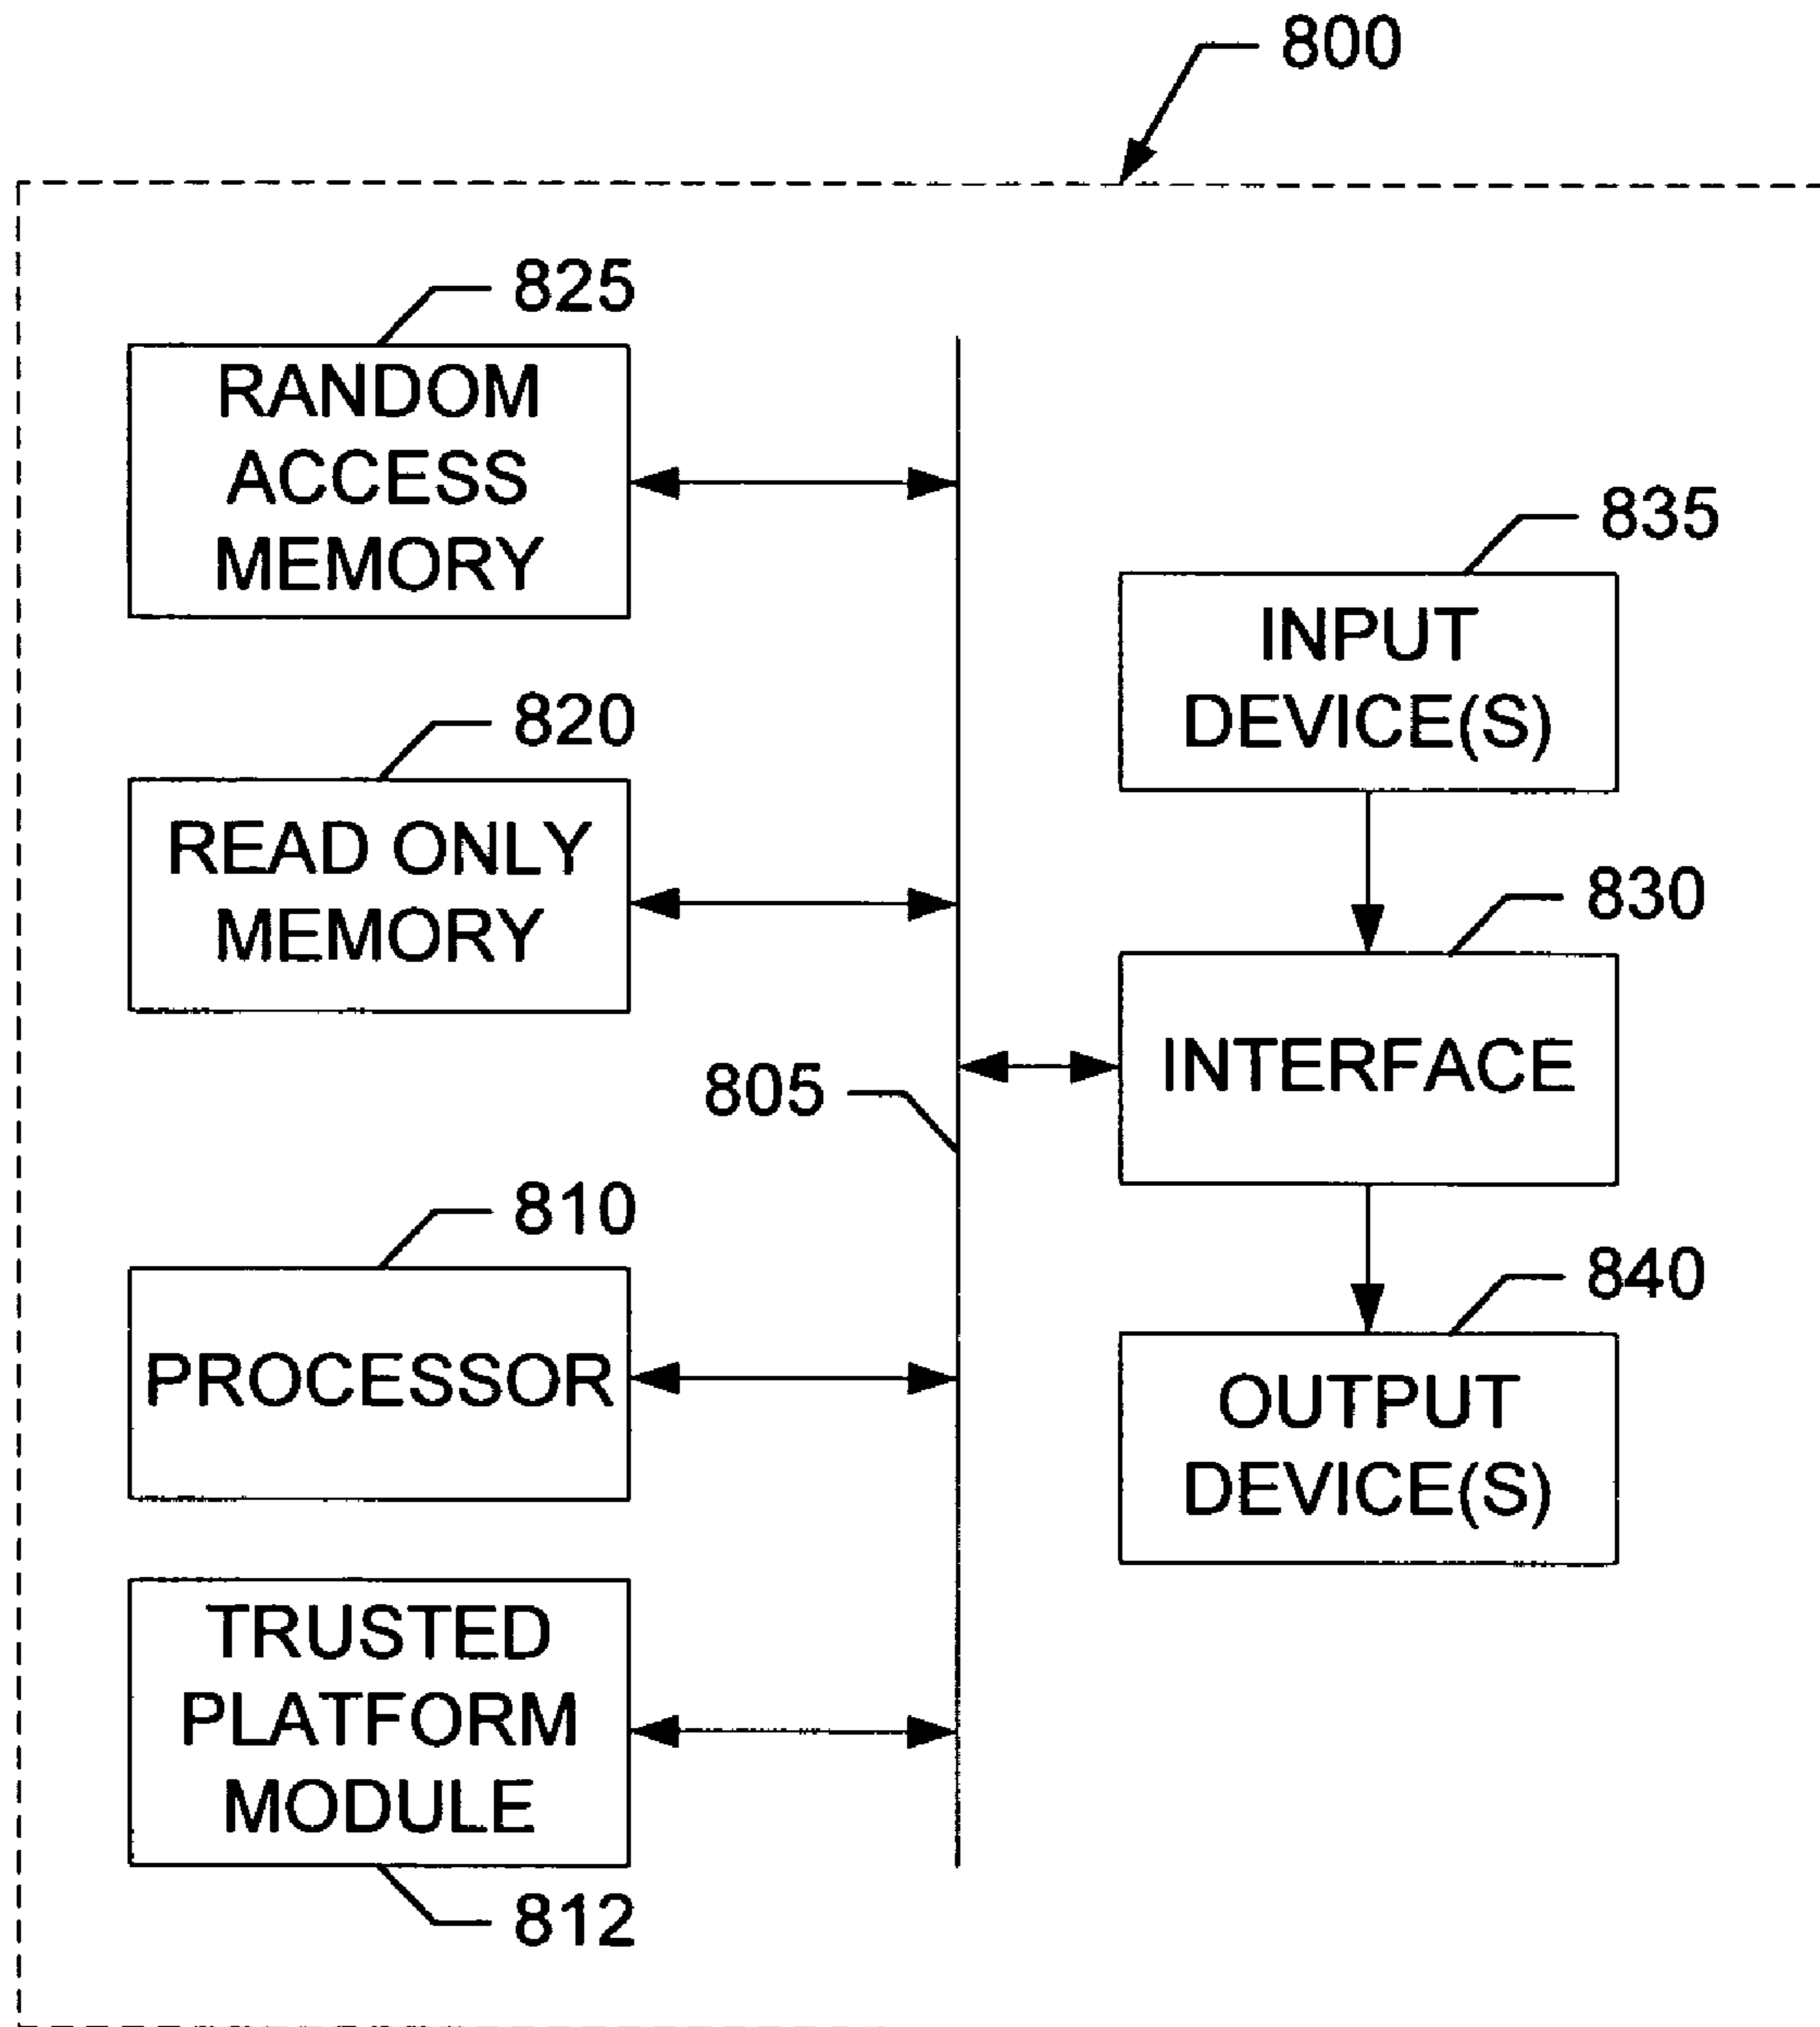 800
825
RANDOM
ACCESS
MEMORY
835
INPUT
DEVICE(S)
820
READ ONLY
MEMORY
830
INTERFACE
805
810
PROCESSOR
840
OUTPUT
DEVICE(S)
TRUSTED
PLATFORM
MODULE
812